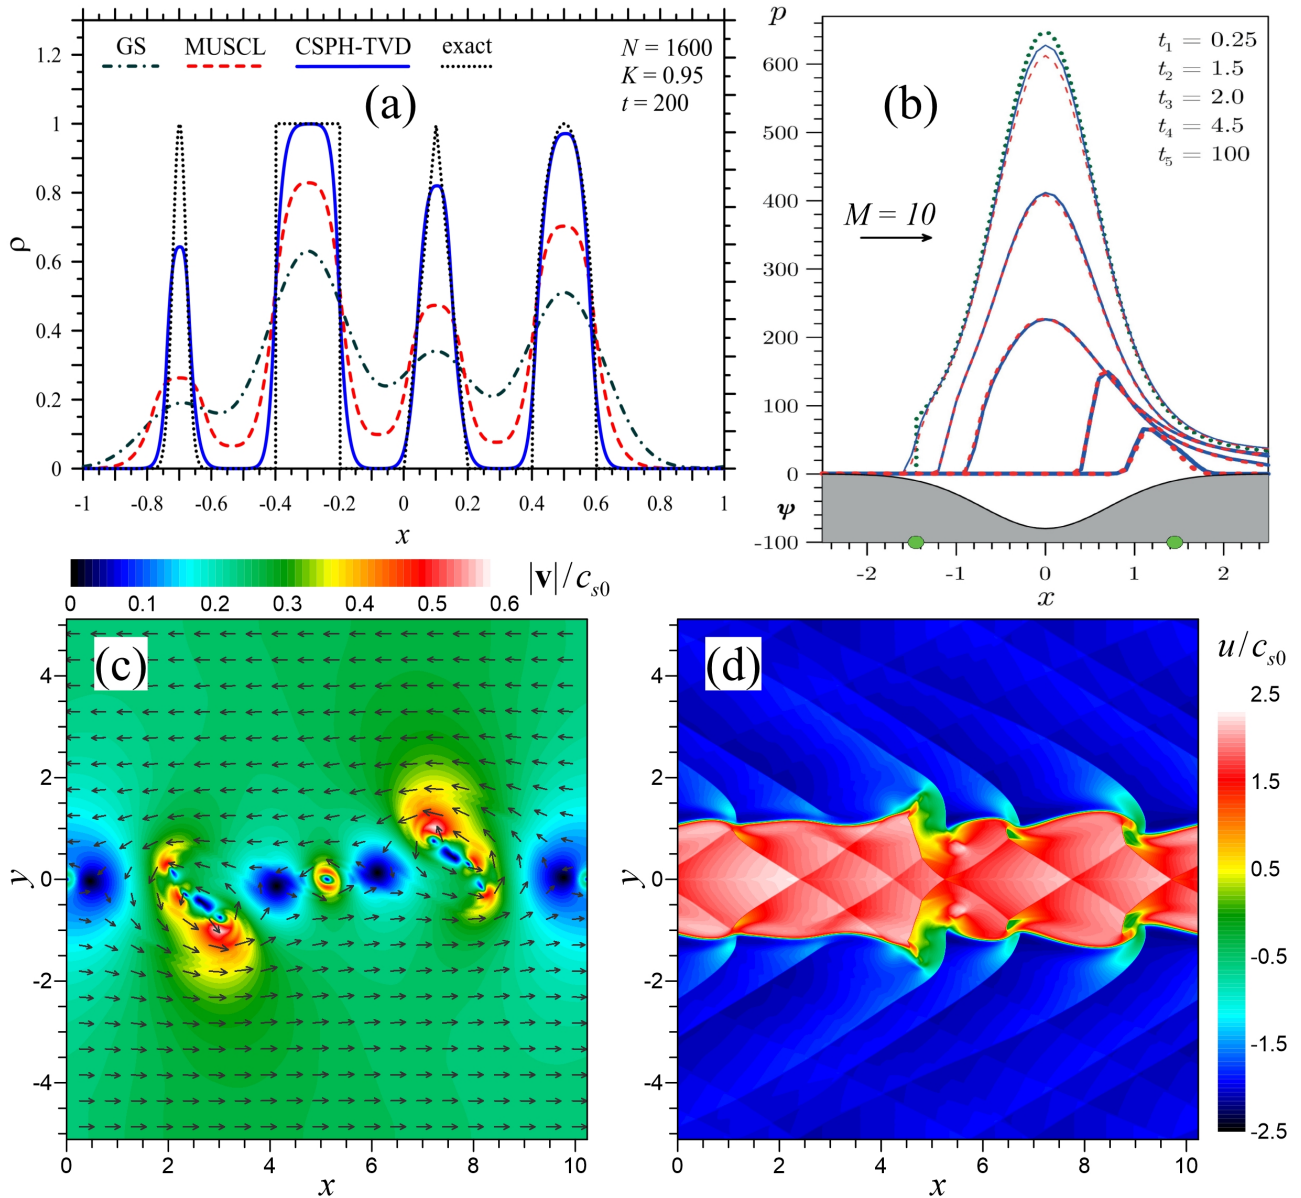 GS MUSCL CSPH-TVD exact
N = 1600
K = 0.95
t = 200
(a)
1.2
1
0.8
0.6
0.4
0.2
0
ρ
-1 -0.8 -0.6 -0.4 -0.2 0 0.2 0.4 0.6 0.8 1
x
p
t₁ = 0.25
t₂ = 1.5
t₃ = 2.0
t₄ = 4.5
t₅ = 100
(b)
M = 10
600
500
400
300
200
100
0
ψ
-100
-2 -1 0 1 2
x
|v|/cₛ₀
0 0.1 0.2 0.3 0.4 0.5 0.6
(c)
4
2
0
-2
-4
y
0 2 4 6 8 10
x
(d)
4
2
0
-2
-4
y
0 2 4 6 8 10
x
u/cₛ₀
2.5
1.5
0.5
-0.5
-1.5
-2.5